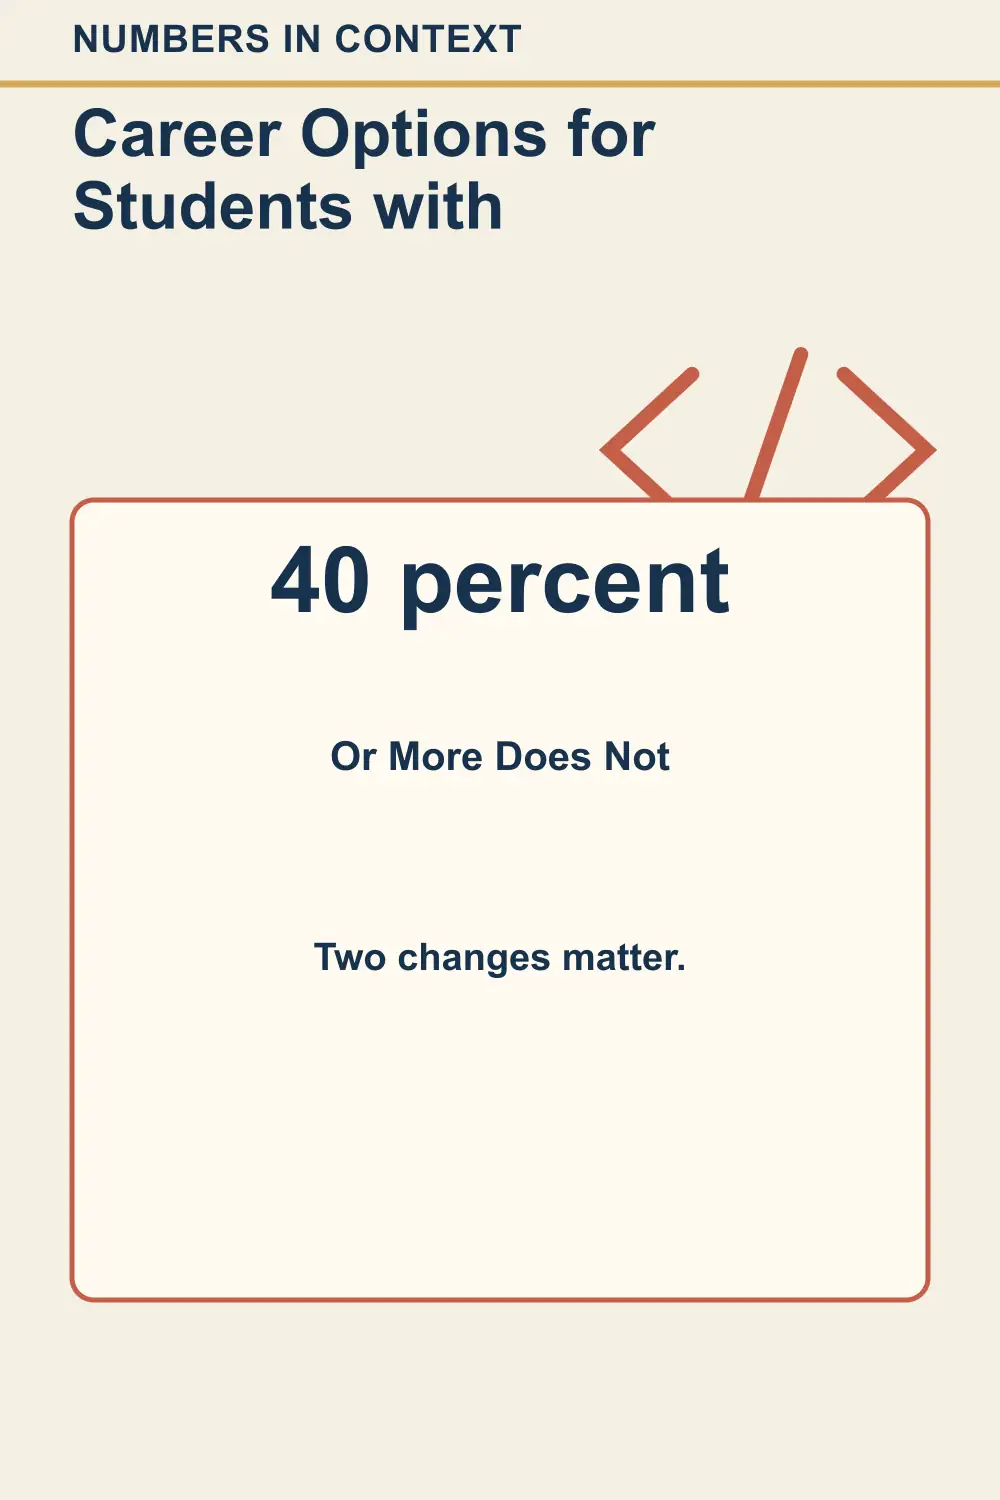 NUMBERS IN CONTEXT
Career Options for
Students with
40 percent
Or More Does Not
Two changes matter.